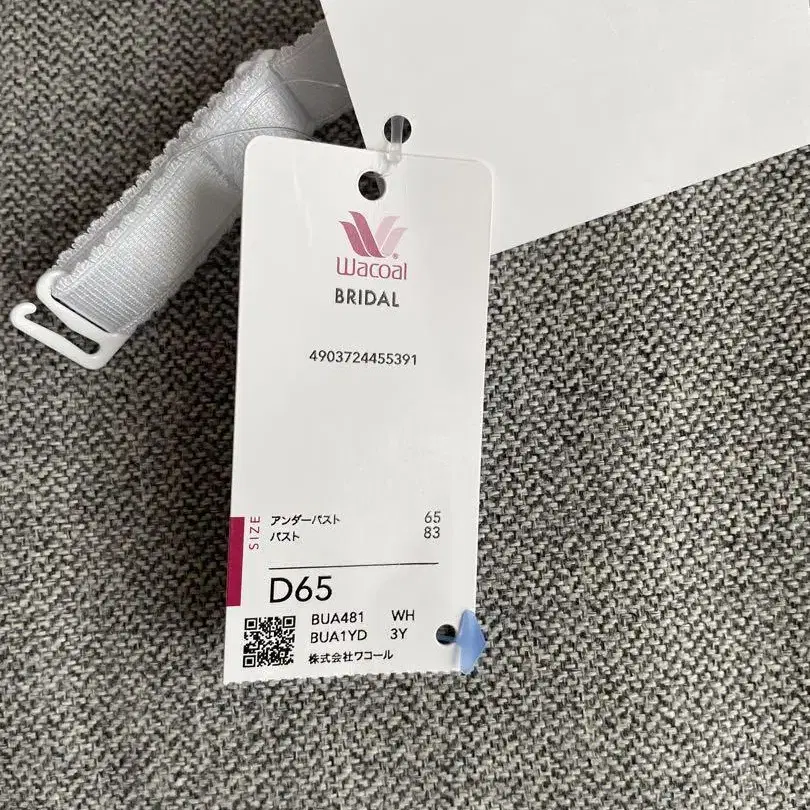 Wacoal
BRIDAL
4903724455391
SIZE
アンダーバスト 65
バスト 83
D65
BUA481 WH
BUA1YD 3Y
株式会社ワコール